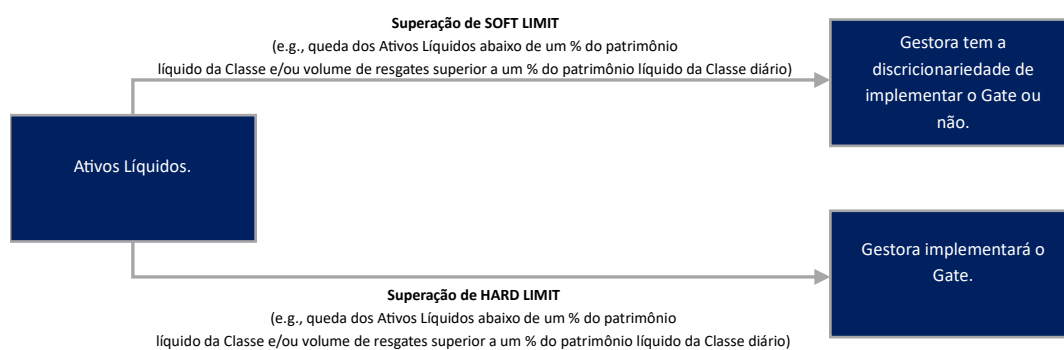 Superação de SOFT LIMIT
(e.g., queda dos Ativos Líquidos abaixo de um % do patrimônio
líquido da Classe e/ou volume de resgates superior a um % do patrimônio líquido da Classe diário)
Gestora tem a
discricionariedade de
implementar o Gate ou
não.
Ativos Líquidos.
Gestora implementará o
Gate.
Superação de HARD LIMIT
(e.g., queda dos Ativos Líquidos abaixo de um % do patrimônio
líquido da Classe e/ou volume de resgates superior a um % do patrimônio líquido da Classe diário)